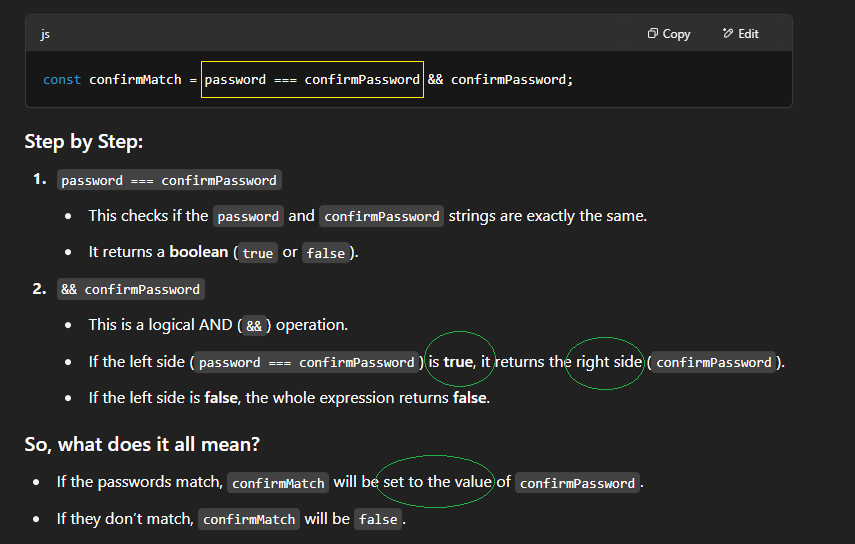 js Copy Edit
const confirmMatch = password === confirmPassword && confirmPassword;
Step by Step:
1. password === confirmPassword
• This checks if the password and confirmPassword strings are exactly the same.
• It returns a boolean (true or false).
2. && confirmPassword
• This is a logical AND (&&) operation.
• If the left side (password === confirmPassword) is true, it returns the right side (confirmPassword).
• If the left side is false, the whole expression returns false.
So, what does it all mean?
• If the passwords match, confirmMatch will be set to the value of confirmPassword.
• If they don't match, confirmMatch will be false.